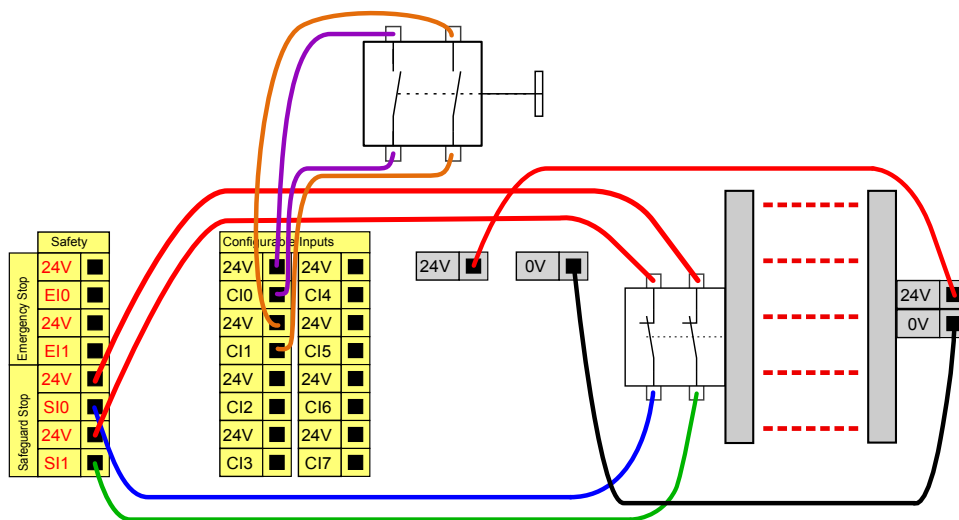 Safety
Emergency Stop
24V
EI0
24V
EI1
Safeguard Stop
24V
SI0
24V
SI1
Configurable Inputs
24V 24V
CI0 CI4
24V 24V
CI1 CI5
24V 24V
CI2 CI6
24V 24V
CI3 CI7
24V
0V
24V
0V